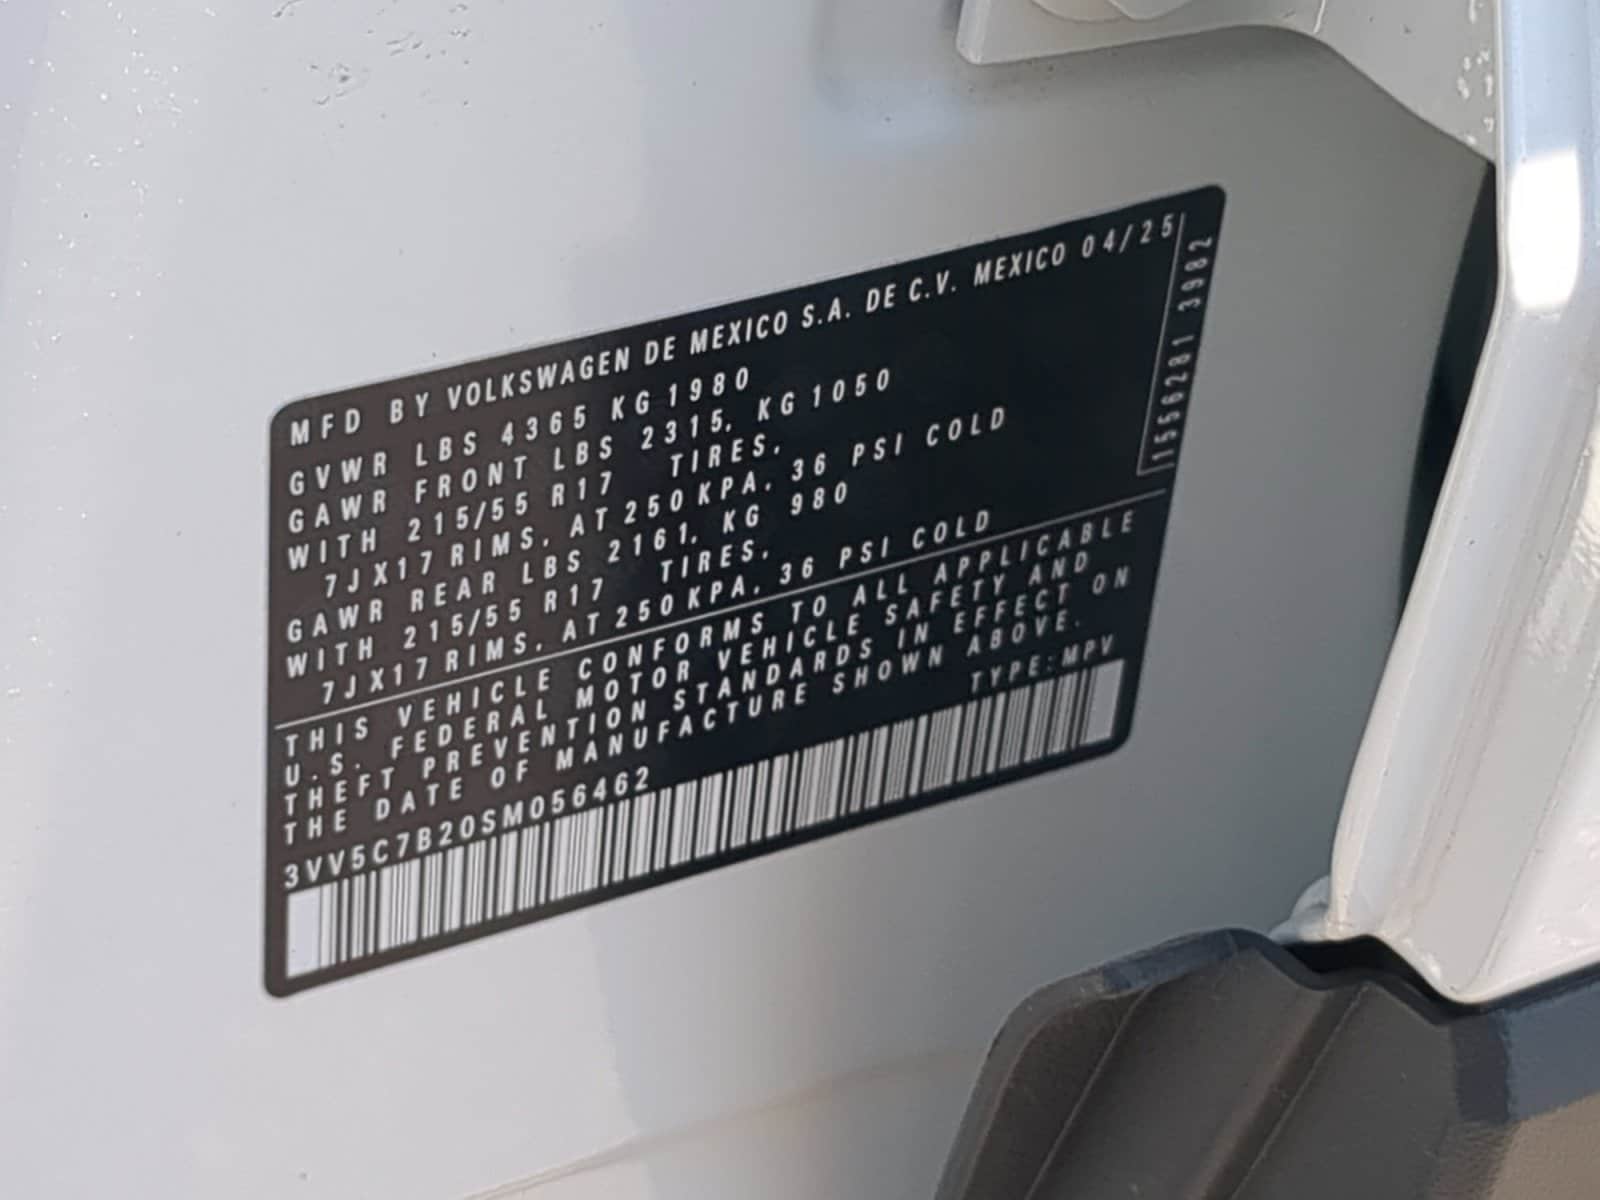 MFD BY VOLKSWAGEN DE MEXICO S.A. DE C.V. MEXICO 04/25
GVWR LBS 4365 KG 1980
GAWR FRONT LBS 2315, KG 1050
WITH 215/55 R17 TIRES,
7JX17 RIMS, AT 250 KPA, 36 PSI COLD
GAWR REAR LBS 2161, KG 980
WITH 215/55 R17 TIRES,
7JX17 RIMS, AT 250 KPA, 36 PSI COLD
THIS VEHICLE CONFORMS TO ALL APPLICABLE
U.S. FEDERAL MOTOR VEHICLE SAFETY AND
THEFT PREVENTION STANDARDS IN EFFECT ON
THE DATE OF MANUFACTURE SHOWN ABOVE.
3VV5C7B20SM056462 TYPE:MPV
1556281 3982